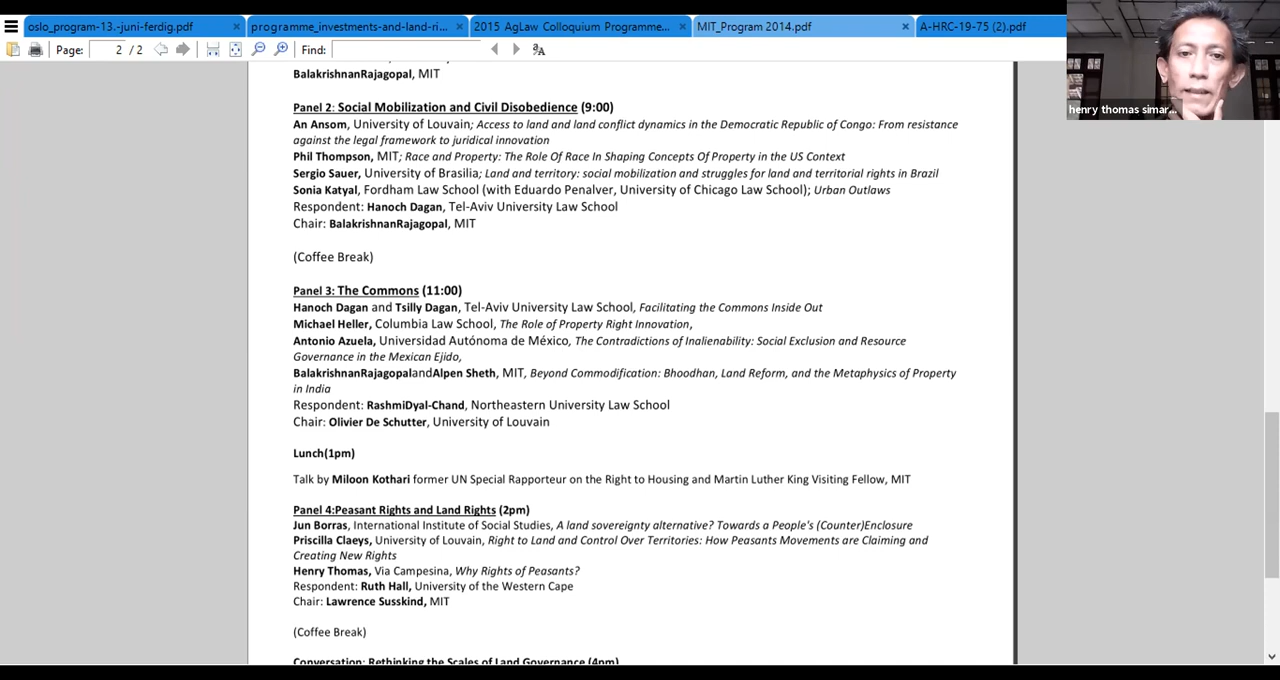 oslo_program-13.-juni-ferdig.pdf × programme_investments-and-land-ri... × 2015 AgLaw Colloquium Programme... × MIT_Program 2014.pdf × A-HRC-19-75 (2).pdf
Page: 2 / 2 Find:
henry thomas simar...
BalakrishnanRajagopal, MIT
Panel 2: Social Mobilization and Civil Disobedience (9:00)
An Ansom, University of Louvain; Access to land and land conflict dynamics in the Democratic Republic of Congo: From resistance
against the legal framework to juridical innovation
Phil Thompson, MIT; Race and Property: The Role Of Race In Shaping Concepts Of Property in the US Context
Sergio Sauer, University of Brasilia; Land and territory: social mobilization and struggles for land and territorial rights in Brazil
Sonia Katyal, Fordham Law School (with Eduardo Penalver, University of Chicago Law School); Urban Outlaws
Respondent: Hanoch Dagan, Tel-Aviv University Law School
Chair: BalakrishnanRajagopal, MIT
(Coffee Break)
Panel 3: The Commons (11:00)
Hanoch Dagan and Tsilly Dagan, Tel-Aviv University Law School, Facilitating the Commons Inside Out
Michael Heller, Columbia Law School, The Role of Property Right Innovation,
Antonio Azuela, Universidad Autónoma de México, The Contradictions of Inalienability: Social Exclusion and Resource
Governance in the Mexican Ejido,
BalakrishnanRajagopalandAlpen Sheth, MIT, Beyond Commodification: Bhoodhan, Land Reform, and the Metaphysics of Property
in India
Respondent: RashmiDyal-Chand, Northeastern University Law School
Chair: Olivier De Schutter, University of Louvain
Lunch(1pm)
Talk by Miloon Kothari former UN Special Rapporteur on the Right to Housing and Martin Luther King Visiting Fellow, MIT
Panel 4:Peasant Rights and Land Rights (2pm)
Jun Borras, International Institute of Social Studies, A land sovereignty alternative? Towards a People's (Counter)Enclosure
Priscilla Claeys, University of Louvain, Right to Land and Control Over Territories: How Peasants Movements are Claiming and
Creating New Rights
Henry Thomas, Via Campesina, Why Rights of Peasants?
Respondent: Ruth Hall, University of the Western Cape
Chair: Lawrence Susskind, MIT
(Coffee Break)
Conversation: Rethinking the Scales of Land Governance (4pm)